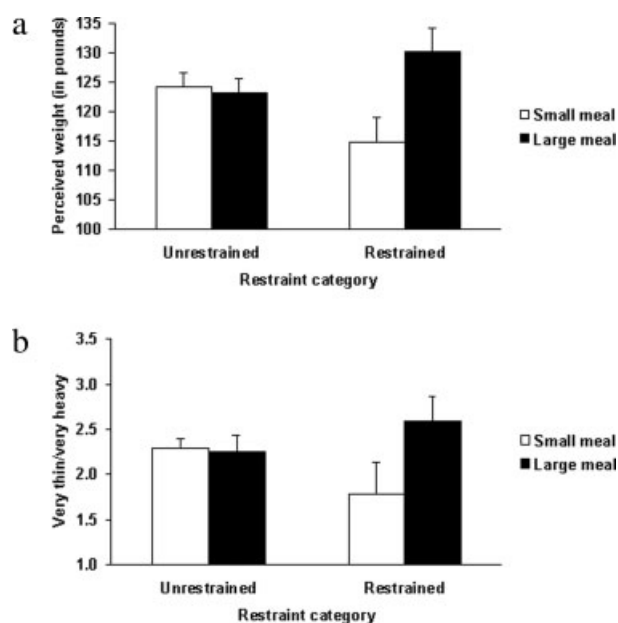 a
Perceived weight (in pounds)
135
130
125
120
115
110
105
100
Unrestrained
Restrained
Restraint category
Small meal
Large meal
b
Very thin/very heavy
3.5
3.0
2.5
2.0
1.5
1.0
Unrestrained
Restrained
Restraint category
Small meal
Large meal